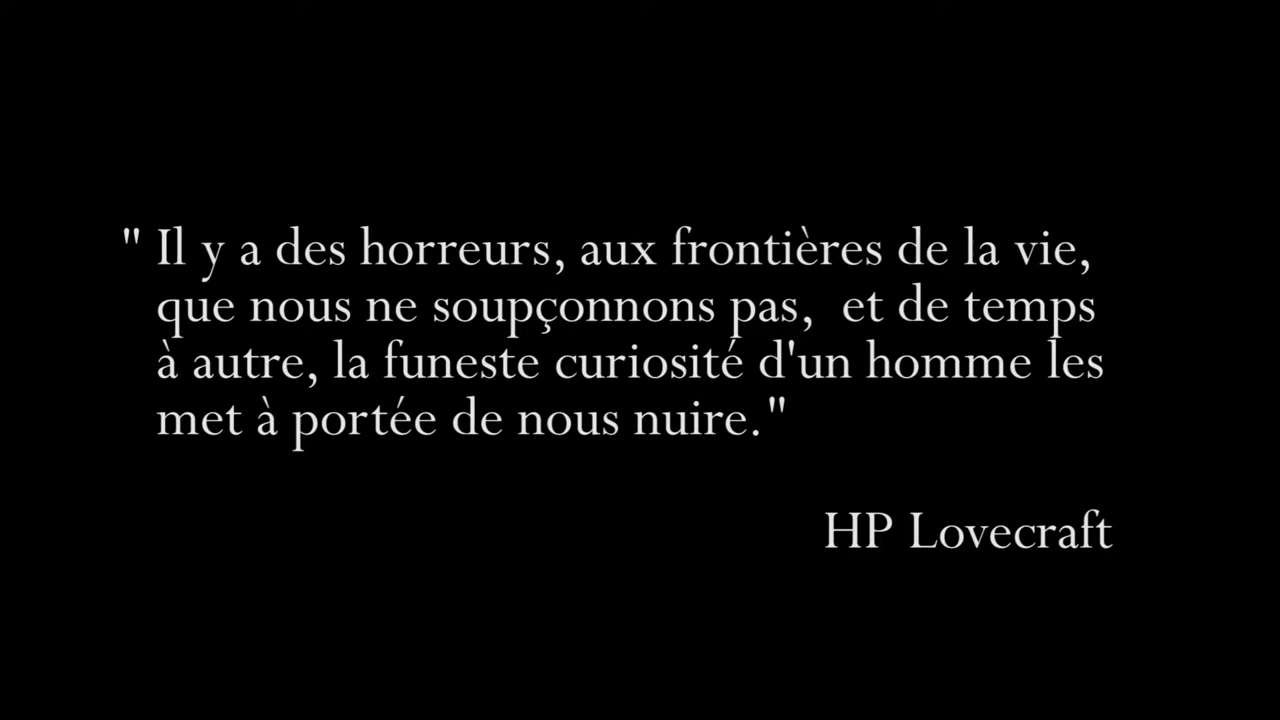 " Il y a des horreurs, aux frontières de la vie,
que nous ne soupçonnons pas,  et de temps
à autre, la funeste curiosité d'un homme les
met à portée de nous nuire."
HP Lovecraft